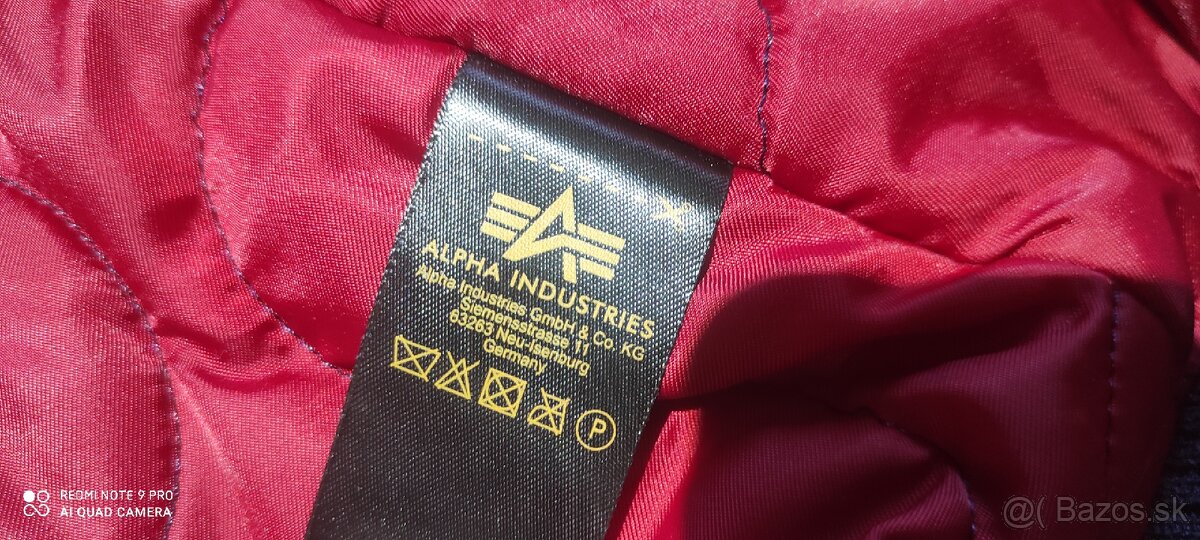 ALPHA INDUSTRIES
Alpha Industries GmbH & Co. KG
Siemensstrasse 11
63263 Neu-Isenburg
Germany
P
REDMI NOTE 9 PRO
AI QUAD CAMERA
@( Bazos.sk